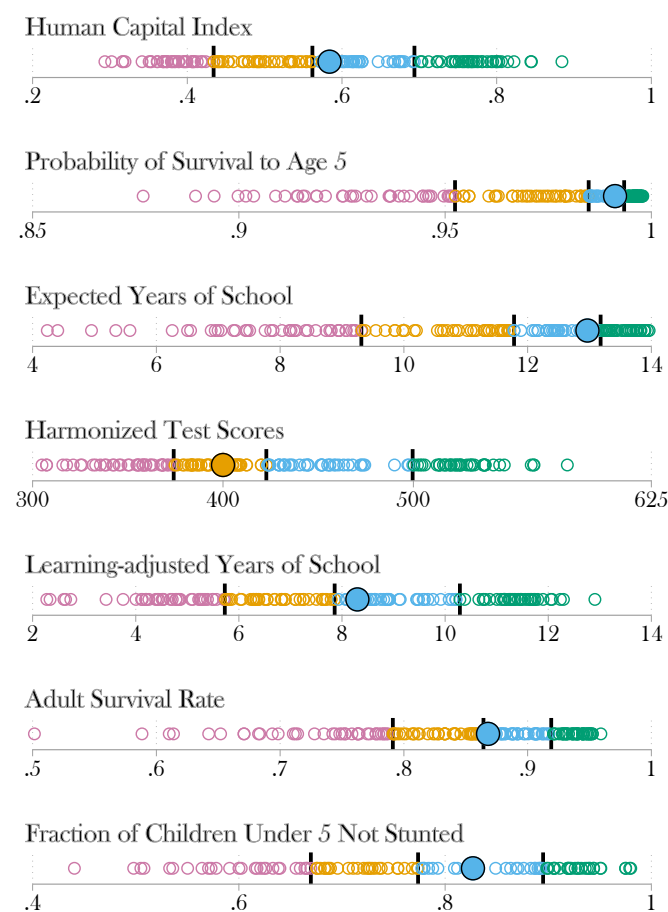 Human Capital Index
.2 .4 .6 .8 1
Probability of Survival to Age 5
.85 .9 .95 1
Expected Years of School
4 6 8 10 12 14
Harmonized Test Scores
300 400 500 625
Learning-adjusted Years of School
2 4 6 8 10 12 14
Adult Survival Rate
.5 .6 .7 .8 .9 1
Fraction of Children Under 5 Not Stunted
.4 .6 .8 1